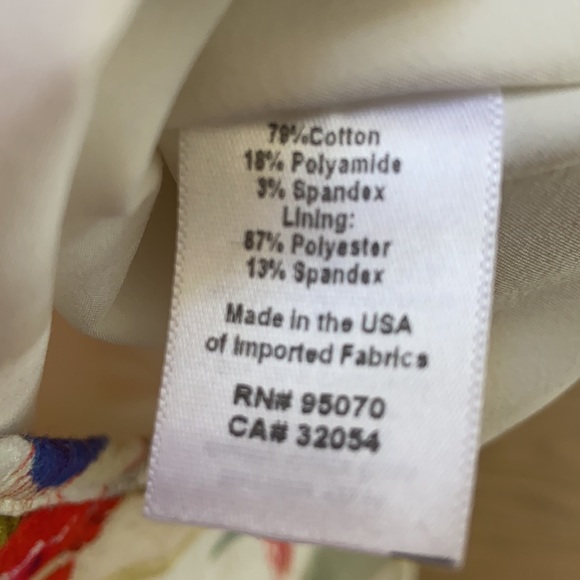 79%Cotton
18% Polyamide
3% Spandex
Lining:
87% Polyester
13% Spandex
Made in the USA
of Imported Fabrics
RN# 95070
CA# 32054